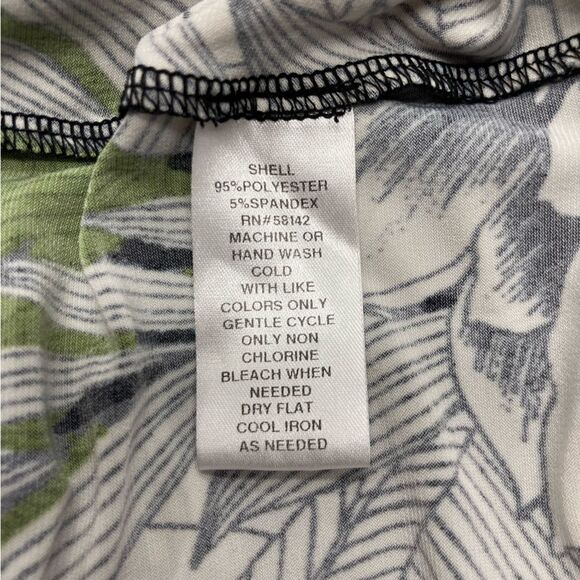 SHELL
95%POLYESTER
5%SPANDEX
RN#58142
MACHINE OR
HAND WASH
COLD
WITH LIKE
COLORS ONLY
GENTLE CYCLE
ONLY NON
CHLORINE
BLEACH WHEN
NEEDED
DRY FLAT
COOL IRON
AS NEEDED